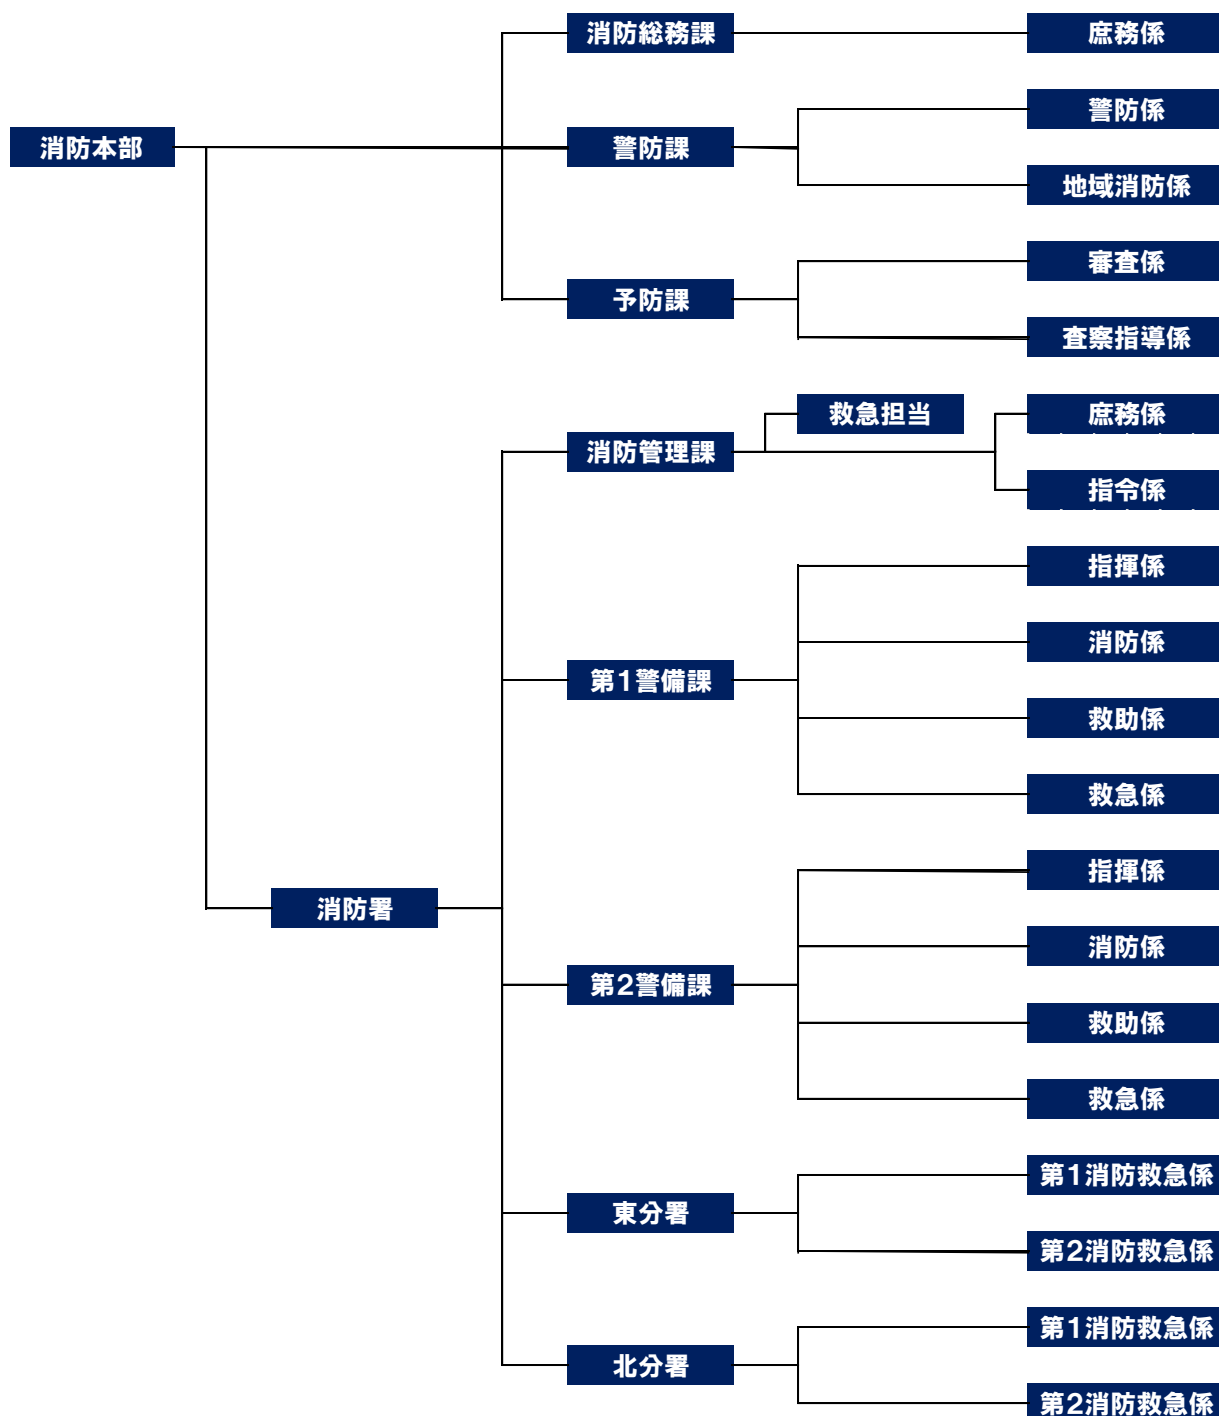 消防総務課
庶務係
警防係
消防本部
警防課
地域消防係
審査係
予防課
査察指導係
救急担当
庶務係
消防管理課
指令係
指揮係
消防係
第1警備課
救助係
救急係
指揮係
消防署
消防係
第2警備課
救助係
救急係
第1消防救急係
東分署
第2消防救急係
第1消防救急係
北分署
第2消防救急係